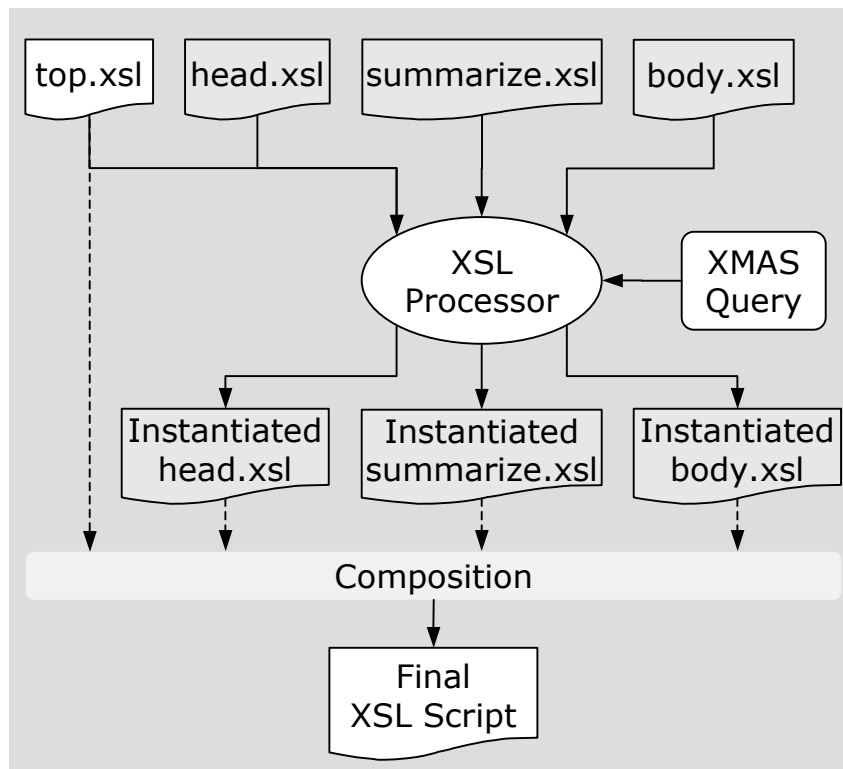 top.xsl
head.xsl
summarize.xsl
body.xsl
XSL
Processor
XMAS
Query
Instantiated
head.xsl
Instantiated
summarize.xsl
Instantiated
body.xsl
Composition
Final
XSL Script